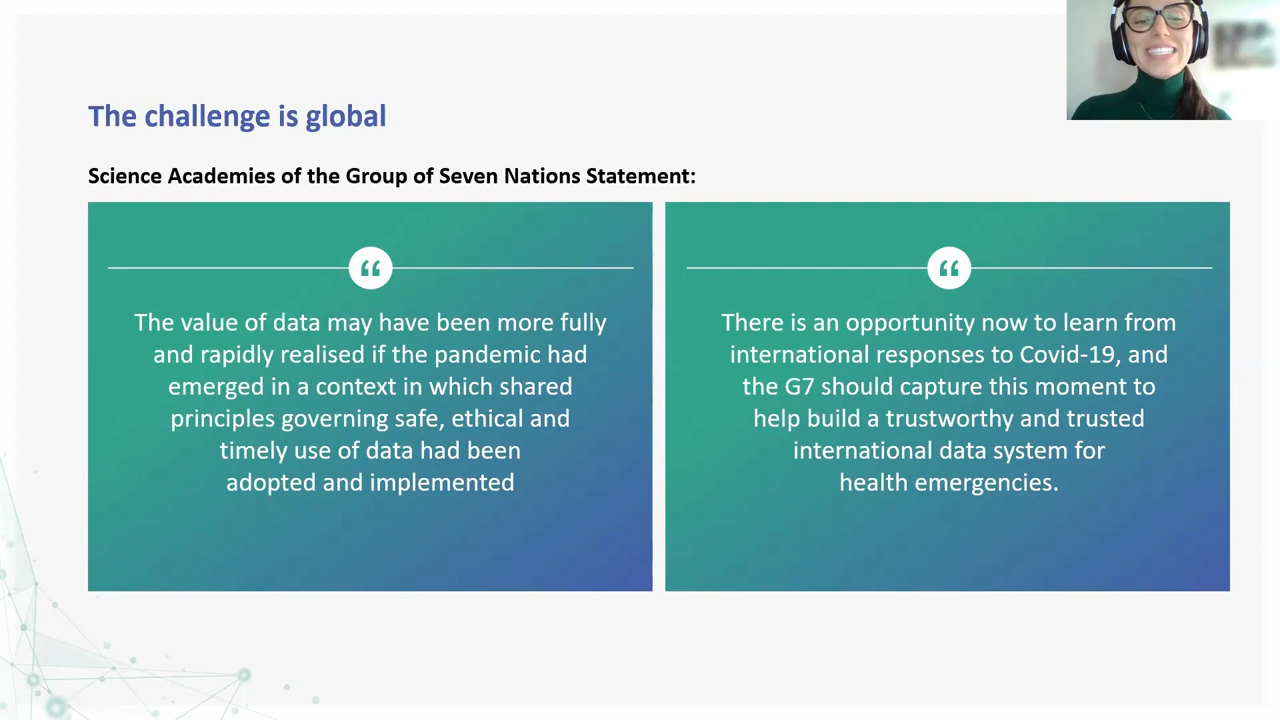 The challenge is global
Science Academies of the Group of Seven Nations Statement:
“
The value of data may have been more fully
and rapidly realised if the pandemic had
emerged in a context in which shared
principles governing safe, ethical and
timely use of data had been
adopted and implemented
“
There is an opportunity now to learn from
international responses to Covid-19, and
the G7 should capture this moment to
help build a trustworthy and trusted
international data system for
health emergencies.